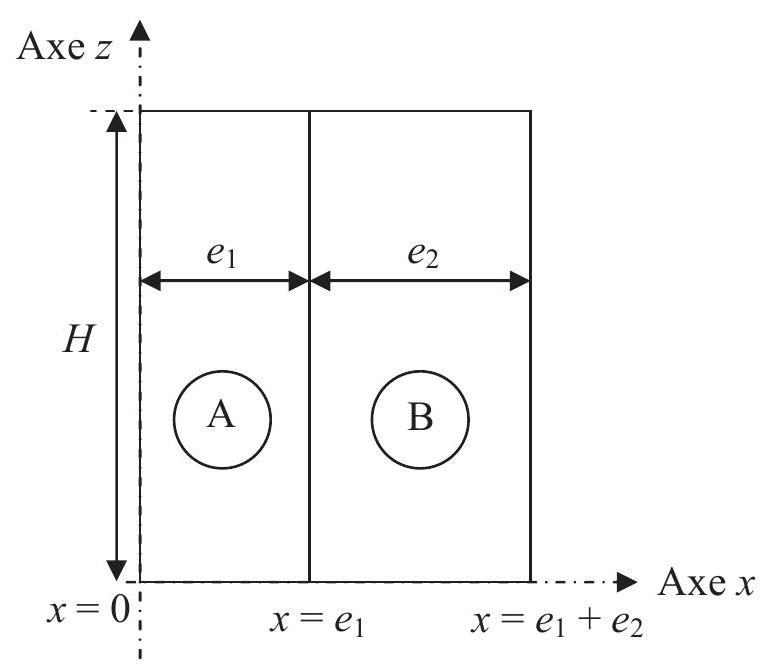 Axe z
e₁
e₂
H
A
B
Axe x
x = 0
x = e₁
x = e₁ + e₂